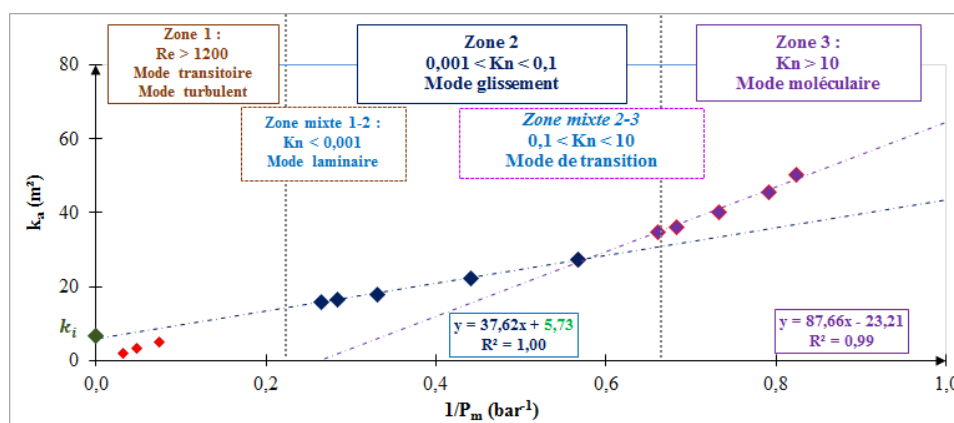 Zone 1 :
Re > 1200
Mode transitoire
Mode turbulent
Zone 2
0,001 < Kn < 0,1
Mode glissement
Zone 3 :
Kn > 10
Mode moléculaire
Zone mixte 1-2 :
Kn < 0,001
Mode laminaire
Zone mixte 2-3
0,1 < Kn < 10
Mode de transition
80
60
40
20
0
kₐ (m²)
kᵢ
y = 37,62x + 5,73
R² = 1,00
y = 87,66x - 23,21
R² = 0,99
0,0
0,2
0,4
0,6
0,8
1,0
1/Pₘ (bar⁻¹)